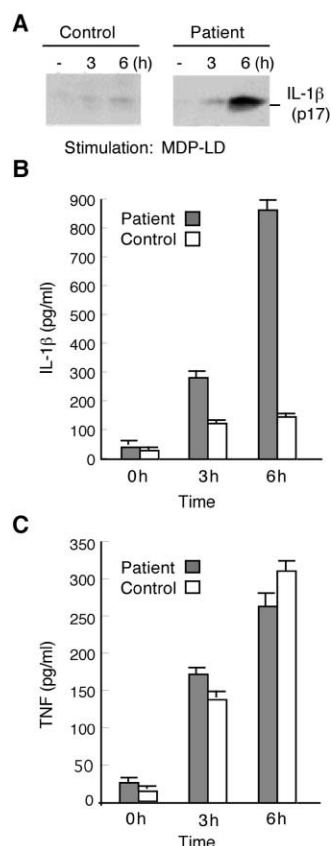 A
Control Patient
- 3 6 (h) - 3 6 (h)
IL-1β
(p17)
Stimulation: MDP-LD
B
900
800
700
600
500
400
300
200
100
0
IL-1β (pg/ml)
Patient
Control
0h 3h 6h
Time
C
350
300
250
200
150
100
50
0
TNF (pg/ml)
Patient
Control
0h 3h 6h
Time